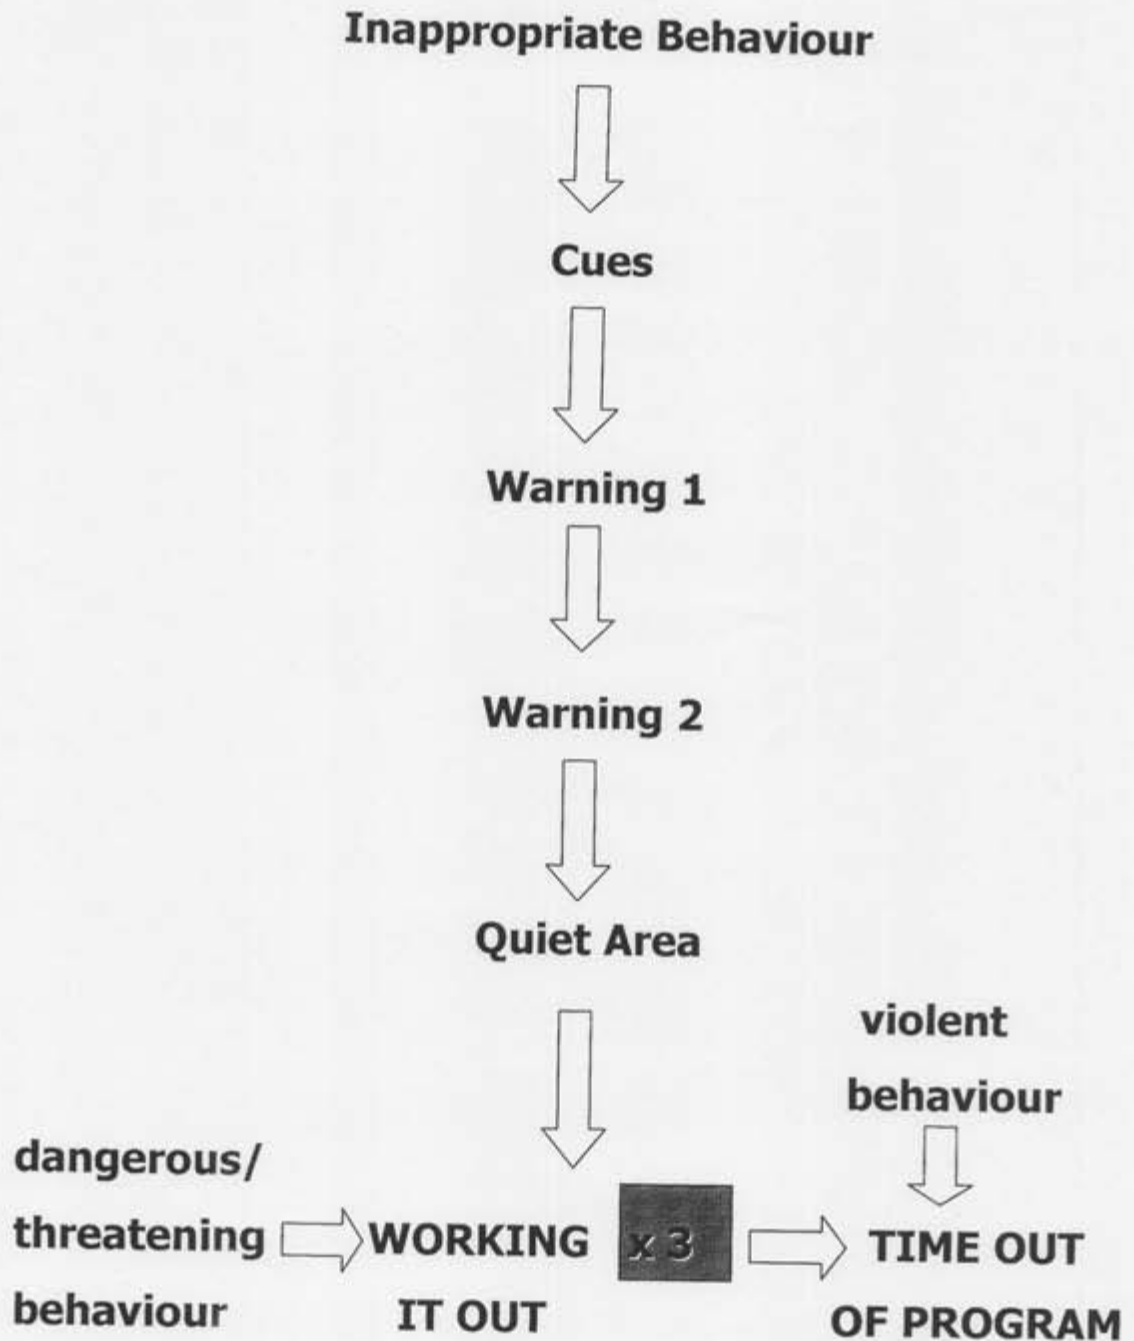 Inappropriate Behaviour
Cues
Warning 1
Warning 2
Quiet Area
violent
behaviour
dangerous/
threatening
behaviour
WORKING
IT OUT
x 3
TIME OUT
OF PROGRAM